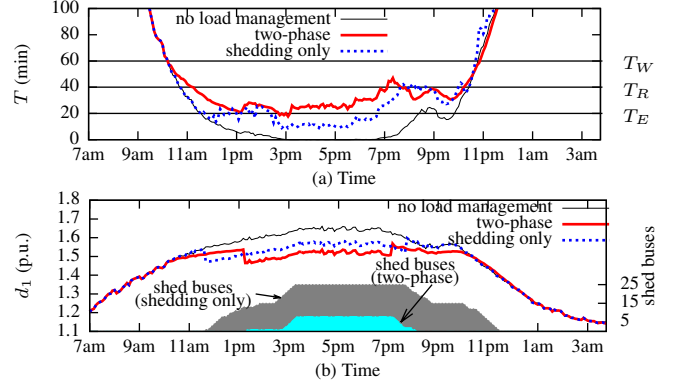 100
80
60
40
20
0
T (min)
no load management
two-phase
shedding only
T_W
T_R
T_E
7am 9am 11am 1pm 3pm 5pm 7pm 9pm 11pm 1am 3am
(a) Time
1.8
1.7
1.6
1.5
1.4
1.3
1.2
1.1
d_1 (p.u.)
no load management
two-phase
shedding only
shed buses
(shedding only)
shed buses
(two-phase)
25
15
5
shed buses
7am 9am 11am 1pm 3pm 5pm 7pm 9pm 11pm 1am 3am
(b) Time